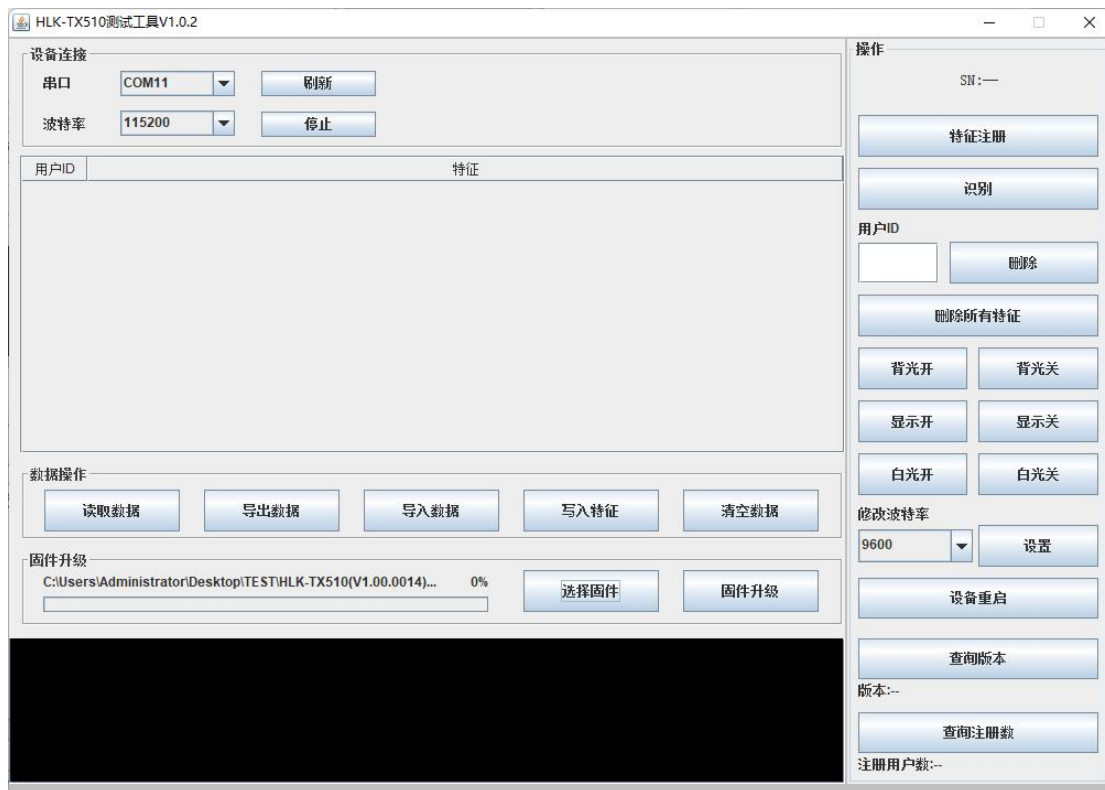 HLK-TX510测试工具V1.0.2
设备连接
串口 COM11 刷新
波特率 115200 停止
用户ID 特征
数据操作
读取数据 导出数据 导入数据 写入特征 清空数据
固件升级
C:\Users\Administrator\Desktop\TEST\HLK-TX510(V1.00.0014)... 0%
选择固件 固件升级
操作
SN:—
特征注册
识别
用户ID
删除
删除所有特征
背光开 背光关
显示开 显示关
白光开 白光关
修改波特率
9600 设置
设备重启
查询版本
版本:--
查询注册数
注册用户数:--